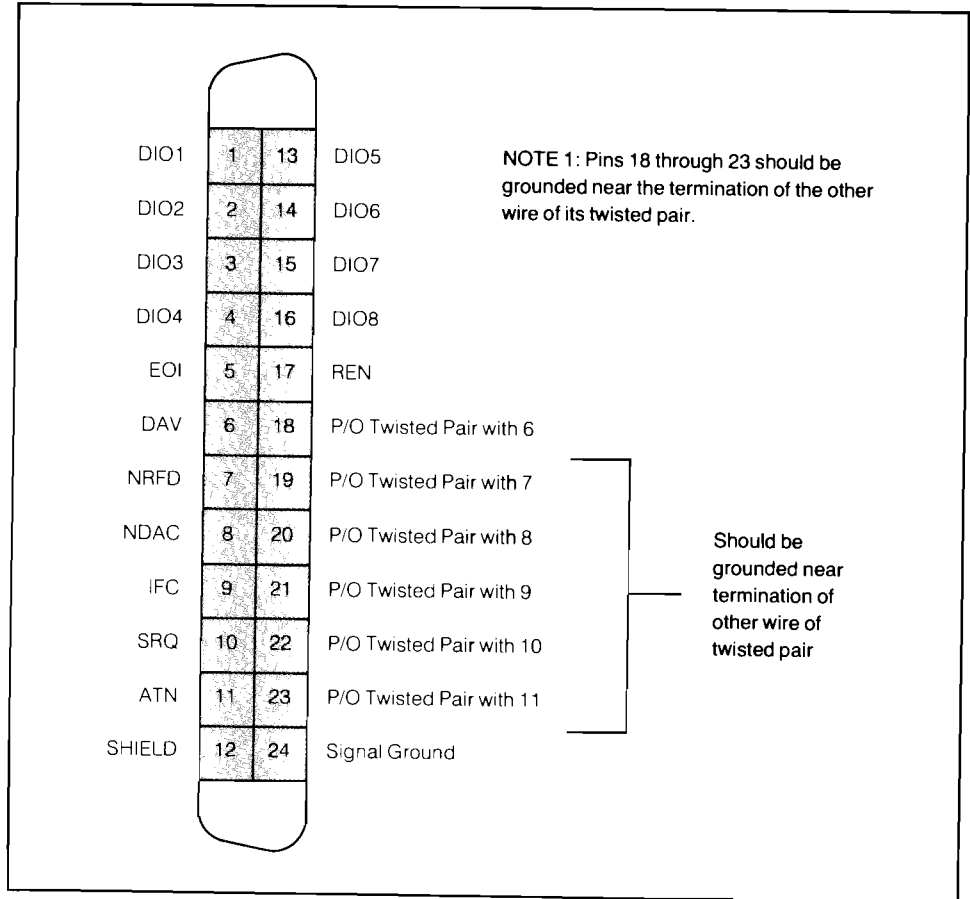 DIO1 1 13 DIO5
DIO2 2 14 DIO6
DIO3 3 15 DIO7
DIO4 4 16 DIO8
EOI 5 17 REN
DAV 6 18 P/O Twisted Pair with 6
NRFD 7 19 P/O Twisted Pair with 7
NDAC 8 20 P/O Twisted Pair with 8
IFC 9 21 P/O Twisted Pair with 9
SRQ 10 22 P/O Twisted Pair with 10
ATN 11 23 P/O Twisted Pair with 11
SHIELD 12 24 Signal Ground
NOTE 1: Pins 18 through 23 should be
grounded near the termination of the other
wire of its twisted pair.
Should be
grounded near
termination of
other wire of
twisted pair